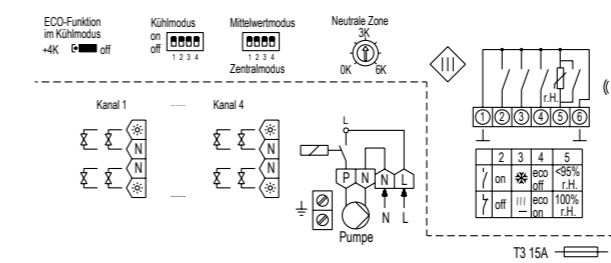 ECO-Funktion
im Kühlmodus
+4K off
Kühlmodus
on
off
1 2 3 4
Mittelwertmodus
1 2 3 4
Zentralmodus
Neutrale Zone
3K
0K 6K
Kanal 1 ........ Kanal 4
N N
N N
........
L
P N N L
N L
Pumpe
r.H.
1 2 3 4 5 6
2 3 4 5
on eco off <95% r.H.
off eco on 100% r.H.
T3 15A